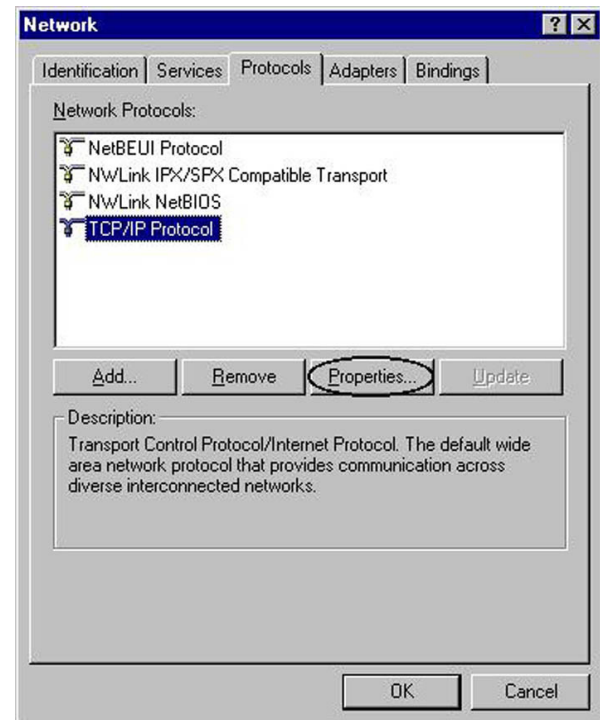 Network
Identification Services Protocols Adapters Bindings
Network Protocols:
NetBEUI Protocol
NWLink IPX/SPX Compatible Transport
NWLink NetBIOS
TCP/IP Protocol
Add... Remove Properties... Update
Description:
Transport Control Protocol/Internet Protocol. The default wide
area network protocol that provides communication across
diverse interconnected networks.
OK Cancel